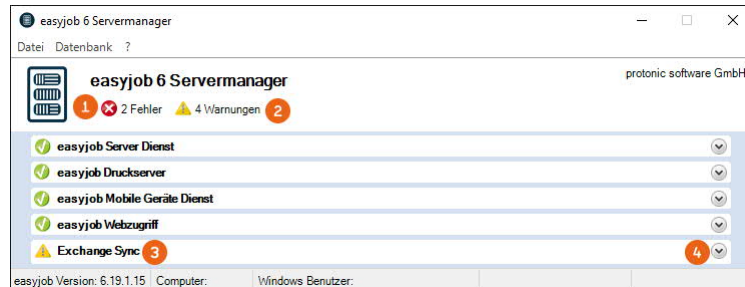 easyjob 6 Servermanager
Datei Datenbank ?
easyjob 6 Servermanager
protonic software GmbH
1 2 Fehler 4 Warnungen 2
easyjob Server Dienst
easyjob Druckserver
easyjob Mobile Geräte Dienst
easyjob Webzugriff
Exchange Sync 3 4
easyjob Version: 6.19.1.15 Computer: Windows Benutzer: